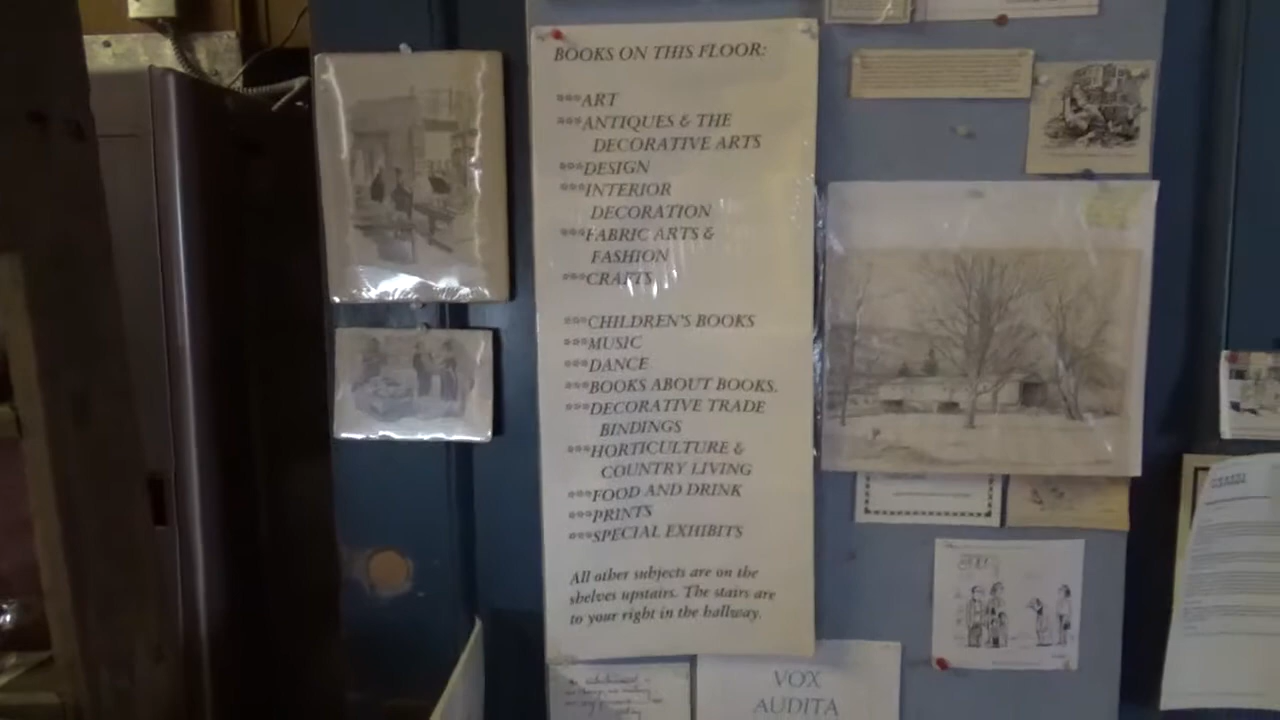 BOOKS ON THIS FLOOR:
***ART
***ANTIQUES & THE
DECORATIVE ARTS
***DESIGN
***INTERIOR
DECORATION
***FABRIC ARTS &
FASHION
***CRAFTS
***CHILDREN'S BOOKS
***MUSIC
***DANCE
***BOOKS ABOUT BOOKS.
***DECORATIVE TRADE
BINDINGS
***HORTICULTURE &
COUNTRY LIVING
***FOOD AND DRINK
***PRINTS
***SPECIAL EXHIBITS
All other subjects are on the
shelves upstairs. The stairs are
to your right in the hallway.
VOX
AUDITA